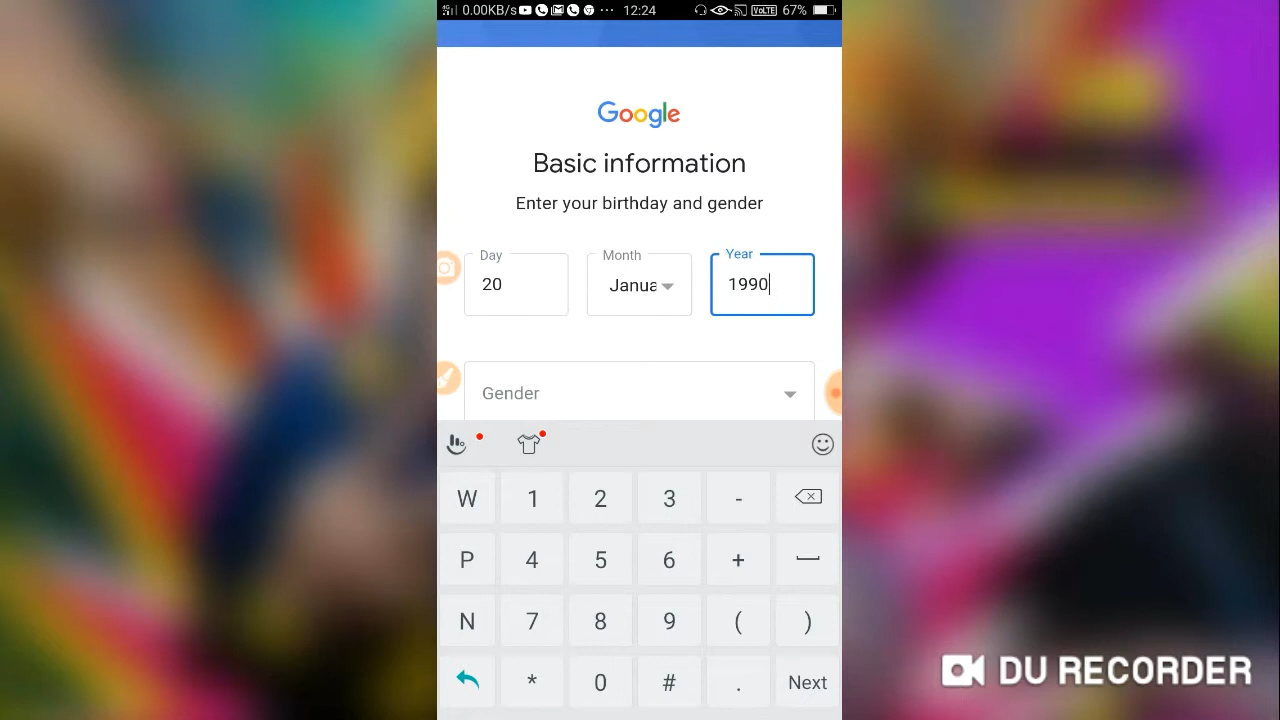 0.00KB/s ··· 12:24 VoLTE 67%
Google
Basic information
Enter your birthday and gender
Day Month Year
20 Janua 1990
Gender
W 1 2 3 -
P 4 5 6 +
N 7 8 9 ( )
* 0 # . Next
DU RECORDER